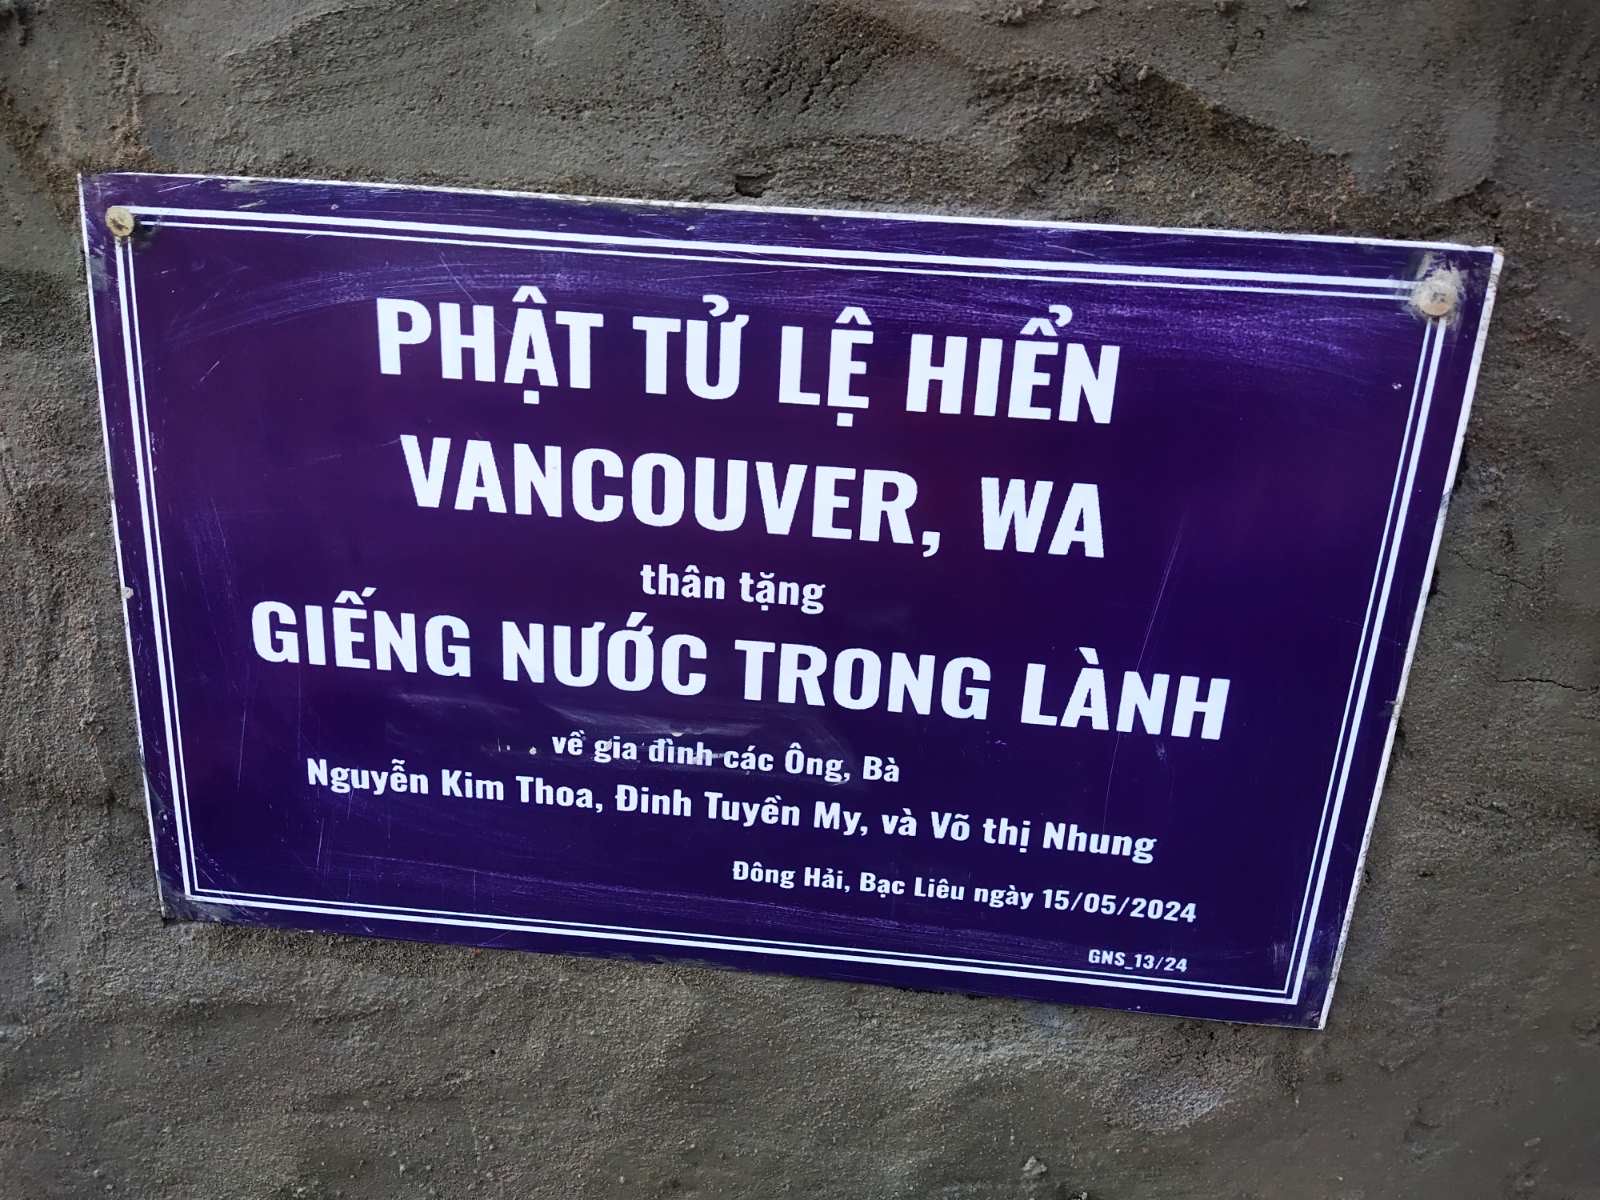 PHẬT TỬ LỆ HIỂN
VANCOUVER, WA
thân tặng
GIẾNG NƯỚC TRONG LÀNH
về gia đình các Ông, Bà
Nguyễn Kim Thoa, Đinh Tuyền My, và Võ thị Nhung
Đông Hải, Bạc Liêu ngày 15/05/2024
GNS_13/24